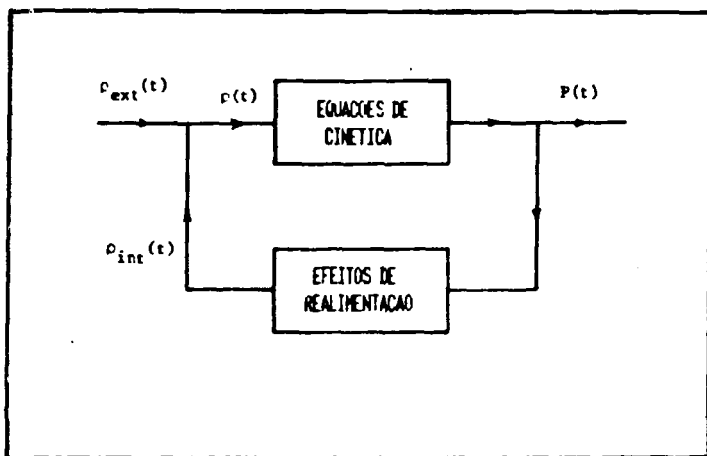 ρext(t)
ρ(t)
EQUACOES DE
CINETICA
P(t)
ρint(t)
EFEITOS DE
REALIMENTACAO